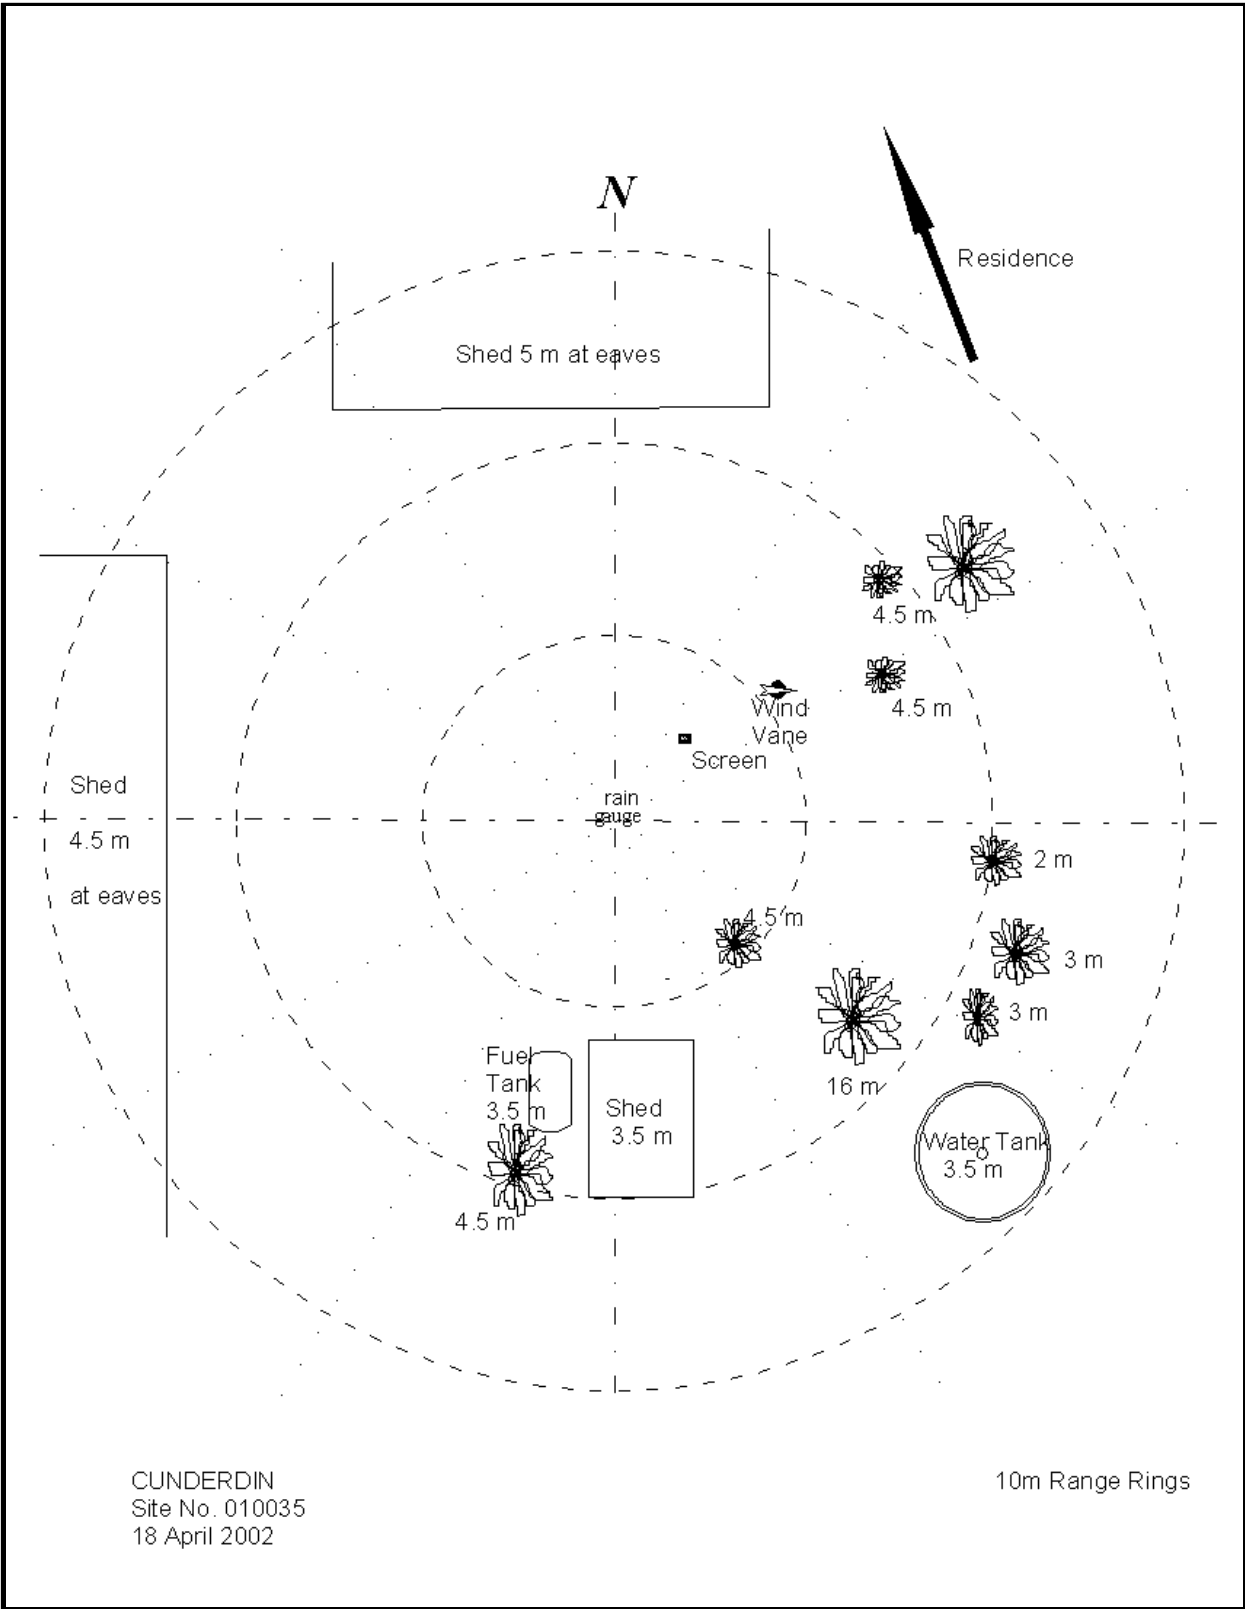 N
Residence
Shed 5 m at eaves
4.5 m
4.5 m
Wind
Vane
Screen
rain
gauge
Shed
4.5 m
at eaves
2 m
4.5 m
3 m
3 m
Fuel
Tank
3.5 m
16 m
Shed
3.5 m
Water Tank
3.5 m
4.5 m
CUNDERDIN
Site No. 010035
18 April 2002
10m Range Rings